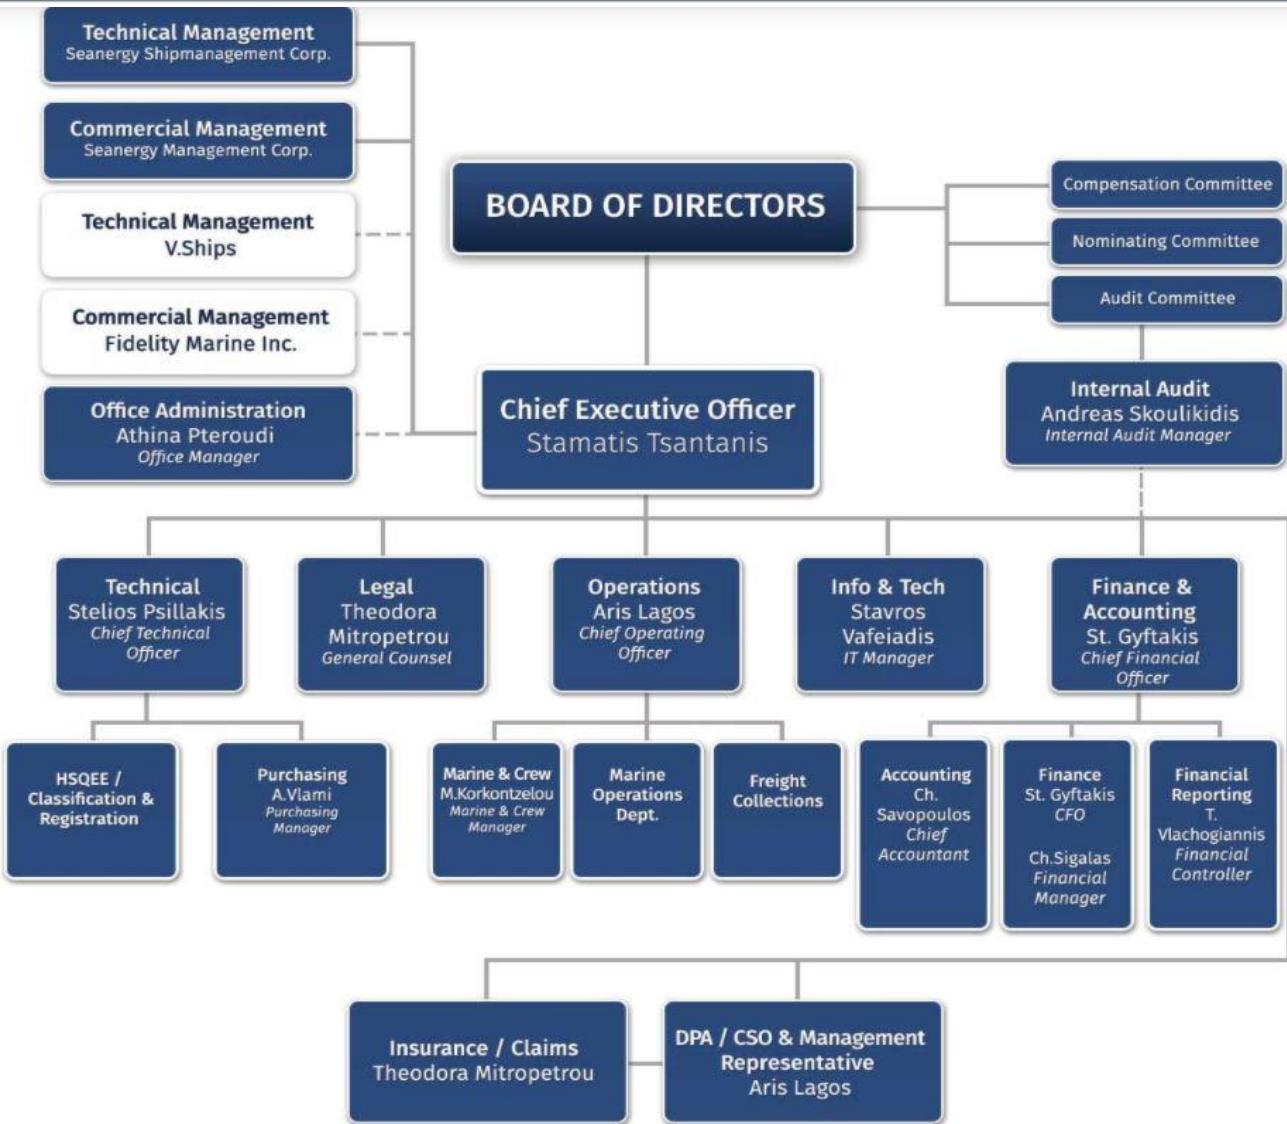 Technical Management
Seanergy Shipmanagement Corp.
Commercial Management
Seanergy Management Corp.
Technical Management
V.Ships
Commercial Management
Fidelity Marine Inc.
Office Administration
Athina Pteroudi
Office Manager
BOARD OF DIRECTORS
Compensation Committee
Nominating Committee
Audit Committee
Chief Executive Officer
Stamatis Tsantanis
Internal Audit
Andreas Skoulikidis
Internal Audit Manager
Technical
Stelios Psillakis
Chief Technical
Officer
Legal
Theodora
Mitropetrou
General Counsel
Operations
Aris Lagos
Chief Operating
Officer
Info & Tech
Stavros
Vafeiadis
IT Manager
Finance &
Accounting
St. Gyftakis
Chief Financial
Officer
HSQEE /
Classification &
Registration
Purchasing
A.Vlami
Purchasing
Manager
Marine & Crew
M.Korkontzelou
Marine & Crew
Manager
Marine
Operations
Dept.
Freight
Collections
Accounting
Ch.
Savopoulos
Chief
Accountant
Finance
St. Gyftakis
CFO
Ch.Sigalas
Financial
Manager
Financial
Reporting
T.
Vlachogiannis
Financial
Controller
Insurance / Claims
Theodora Mitropetrou
DPA / CSO & Management
Representative
Aris Lagos